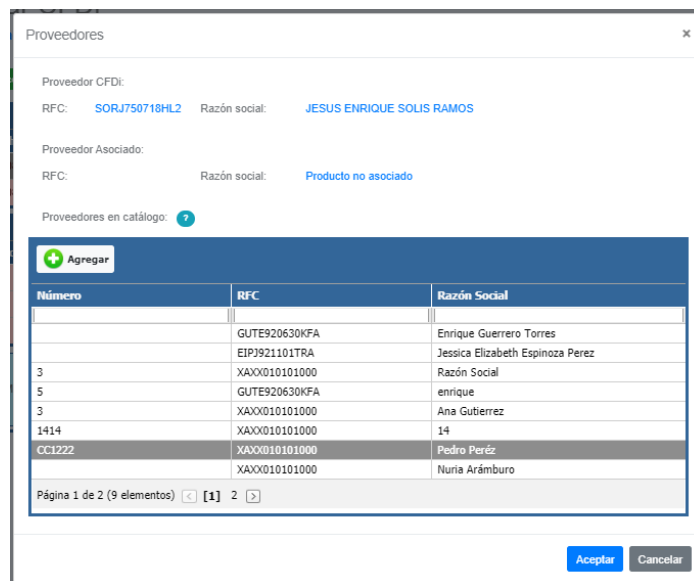 Proveedores ×
Proveedor CFDi:
RFC: SORJ750718HL2 Razón social: JESUS ENRIQUE SOLIS RAMOS
Proveedor Asociado:
RFC: Razón social: Producto no asociado
Proveedores en catálogo: ?
Agregar
Número RFC Razón Social
GUTE920630KFA Enrique Guerrero Torres
EIPJ921101TRA Jessica Elizabeth Espinoza Perez
3 XAXX010101000 Razón Social
5 GUTE920630KFA enrique
3 XAXX010101000 Ana Gutierrez
1414 XAXX010101000 14
CC1222 XAXX010101000 Pedro Peréz
XAXX010101000 Nuria Arámburo
Página 1 de 2 (9 elementos) < [1] 2 >
Aceptar Cancelar